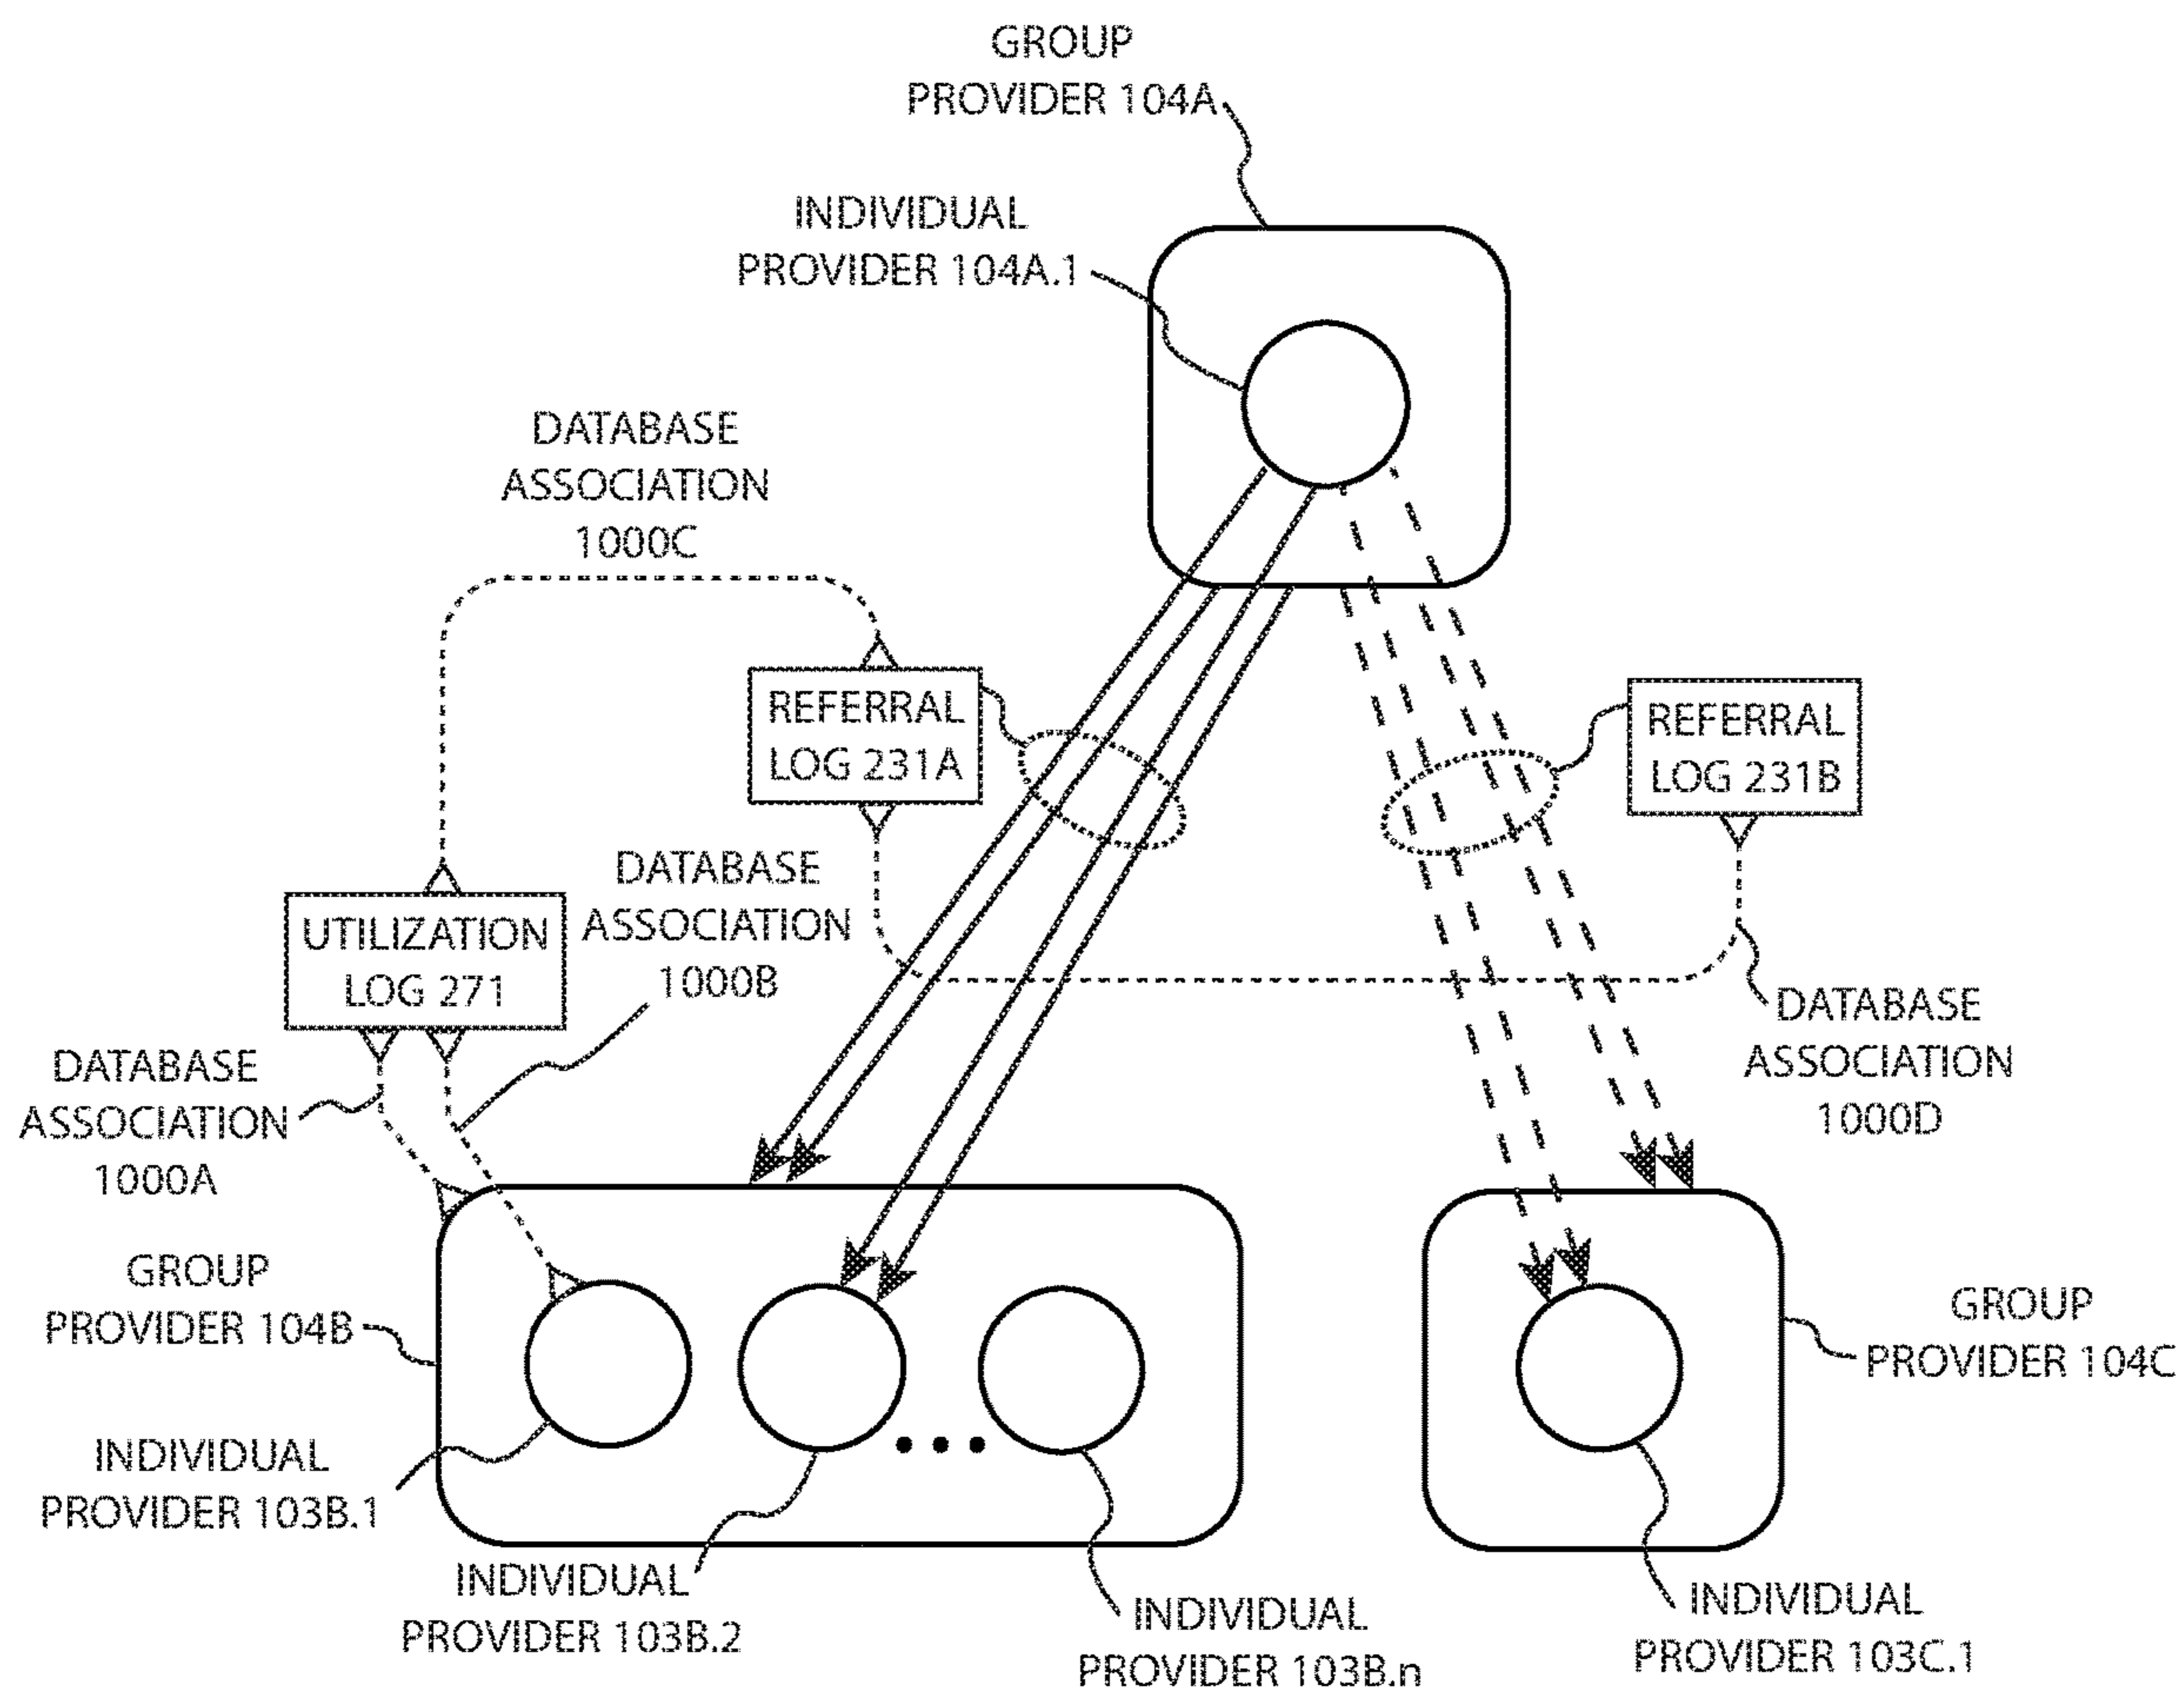 GROUP
PROVIDER 104A
INDIVIDUAL
PROVIDER 104A.1
DATABASE
ASSOCIATION
1000C
REFERRAL
LOG 231A
REFERRAL
LOG 231B
DATABASE
ASSOCIATION
1000B
UTILIZATION
LOG 271
DATABASE
ASSOCIATION
1000D
DATABASE
ASSOCIATION
1000A
GROUP
PROVIDER 104B
GROUP
PROVIDER 104C
INDIVIDUAL
PROVIDER 103B.1
INDIVIDUAL
PROVIDER 103B.2
INDIVIDUAL
PROVIDER 103B.n
INDIVIDUAL
PROVIDER 103C.1